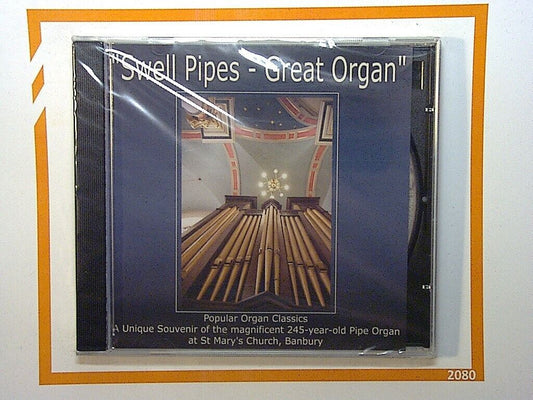 "Swell Pipes - Great Organ"
Popular Organ Classics
A Unique Souvenir of the magnificent 245-year-old Pipe Organ
at St Mary's Church, Banbury
2080